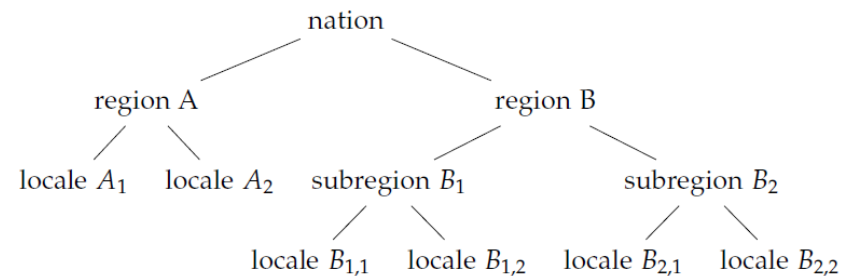 nation
region A region B
locale A₁ locale A₂ subregion B₁ subregion B₂
locale B₁,₁ locale B₁,₂ locale B₂,₁ locale B₂,₂